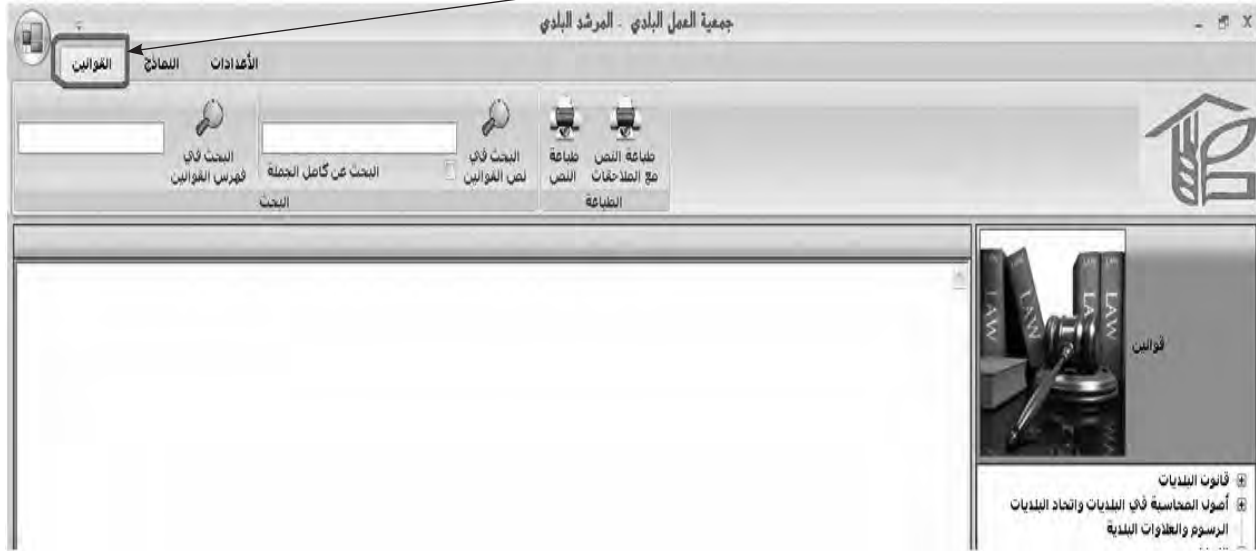 جمعية العمل البلدي - المرشد البلدي
القوانين
النماذج
الأعدادات
البحث في
فهرس القوانين
البحث عن كامل الجملة
البحث في
نص القوانين
البحث
طباعة
النص
طباعة النص
مع الملاحقات
الطباعة
LAW
LAW
LAW
LAW
قوانين
قانون البلديات
أصول المحاسبة في البلديات واتحاد البلديات
الرسوم والعلاوات البلدية